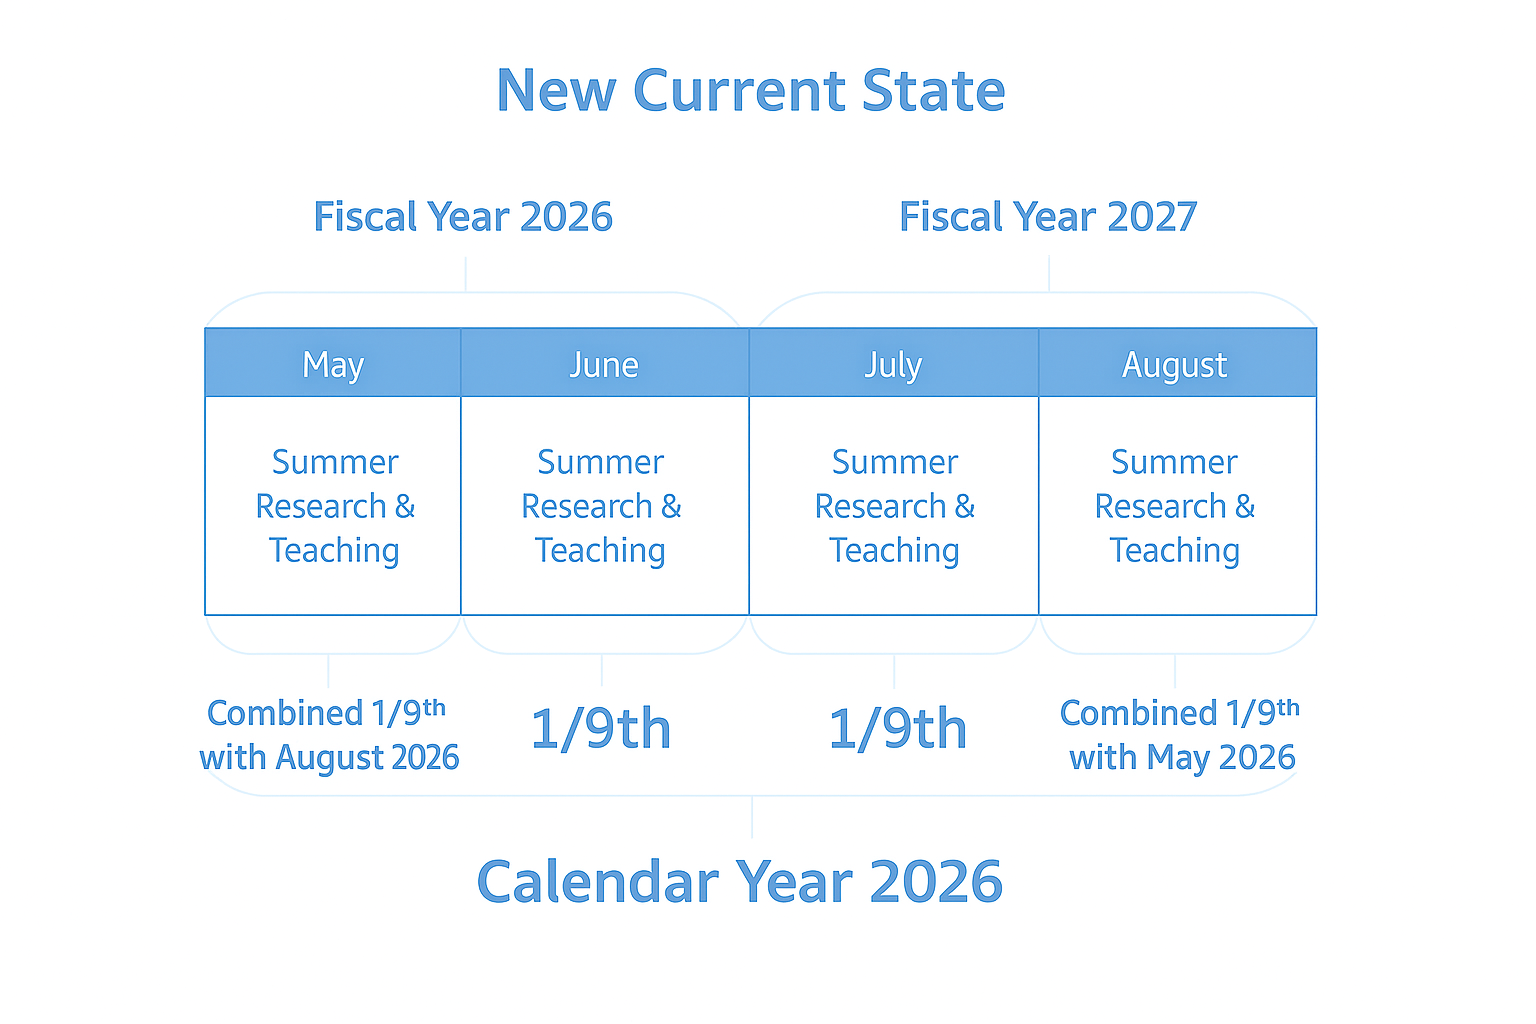 New Current State
Fiscal Year 2026
Fiscal Year 2027
May
June
July
August
Summer
Research &
Teaching
Summer
Research &
Teaching
Summer
Research &
Teaching
Summer
Research &
Teaching
Combined 1/9th
with August 2026
1/9th
1/9th
Combined 1/9th
with May 2026
Calendar Year 2026